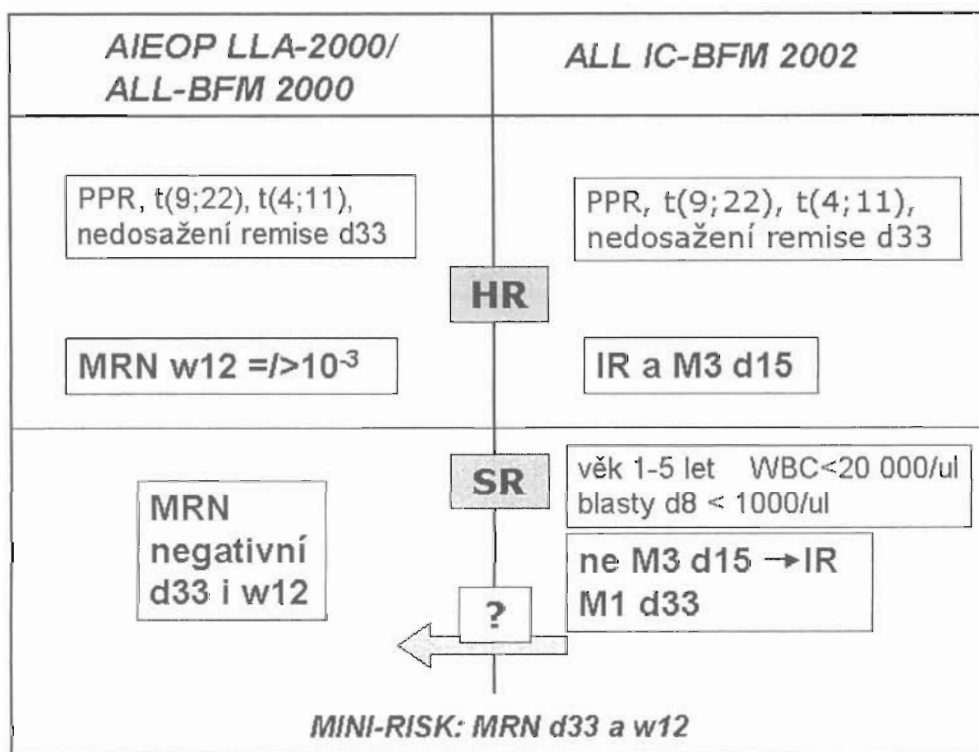 AIEOP LLA-2000/
ALL-BFM 2000
ALL IC-BFM 2002
PPR, t(9;22), t(4;11),
nedosažení remise d33
PPR, t(9;22), t(4;11),
nedosažení remise d33
HR
MRN w12 =/>10⁻³
IR a M3 d15
SR
věk 1-5 let WBC<20 000/ul
blasty d8 < 1000/ul
MRN
negativní
d33 i w12
ne M3 d15 →IR
M1 d33
?
MINI-RISK: MRN d33 a w12